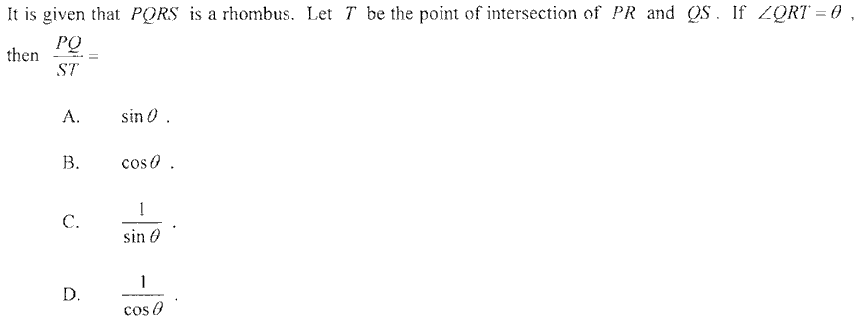 It is given that PQRS is a rhombus. Let T be the point of intersection of PR and QS. If ∠QRT = θ,
then PQ/ST =
A. sin θ.
B. cos θ.
C. 1/sin θ.
D. 1/cos θ.